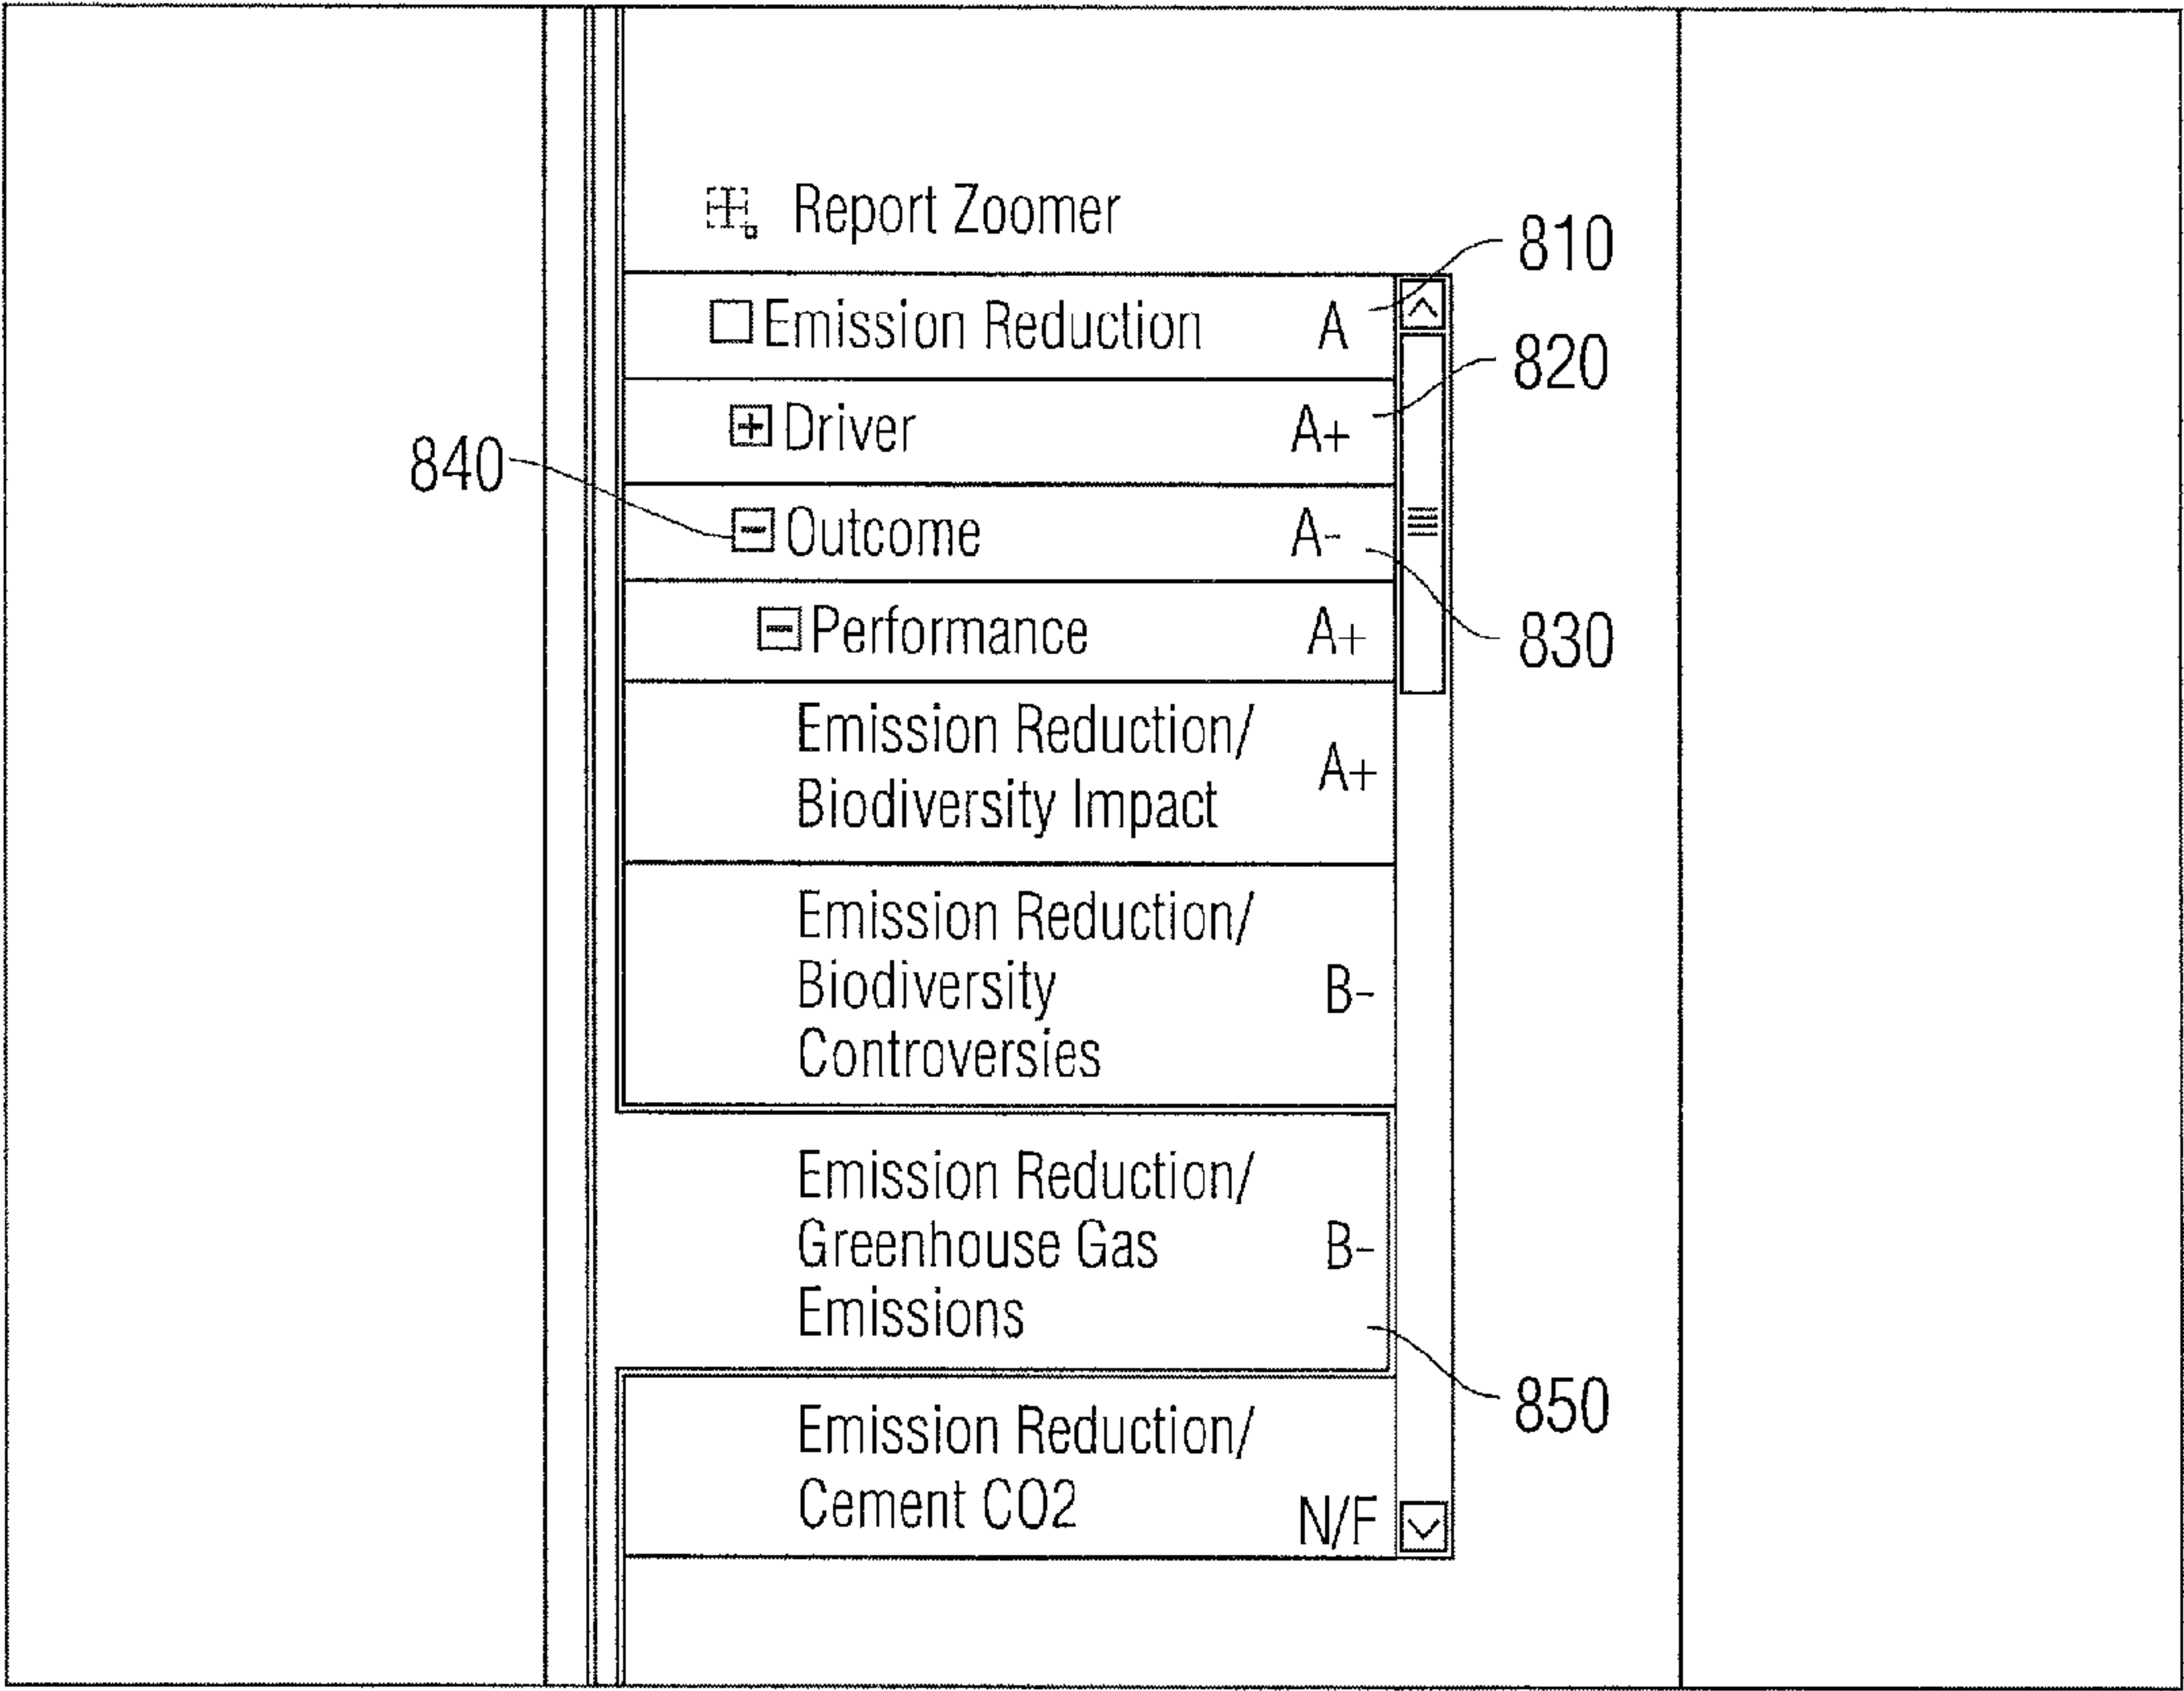 Report Zoomer
810
Emission Reduction A
820
Driver A+
840
Outcome A-
830
Performance A+
Emission Reduction/
Biodiversity Impact
A+
Emission Reduction/
Biodiversity
B-
Controversies
Emission Reduction/
Greenhouse Gas
B-
Emissions
850
Emission Reduction/
Cement CO2
N/F